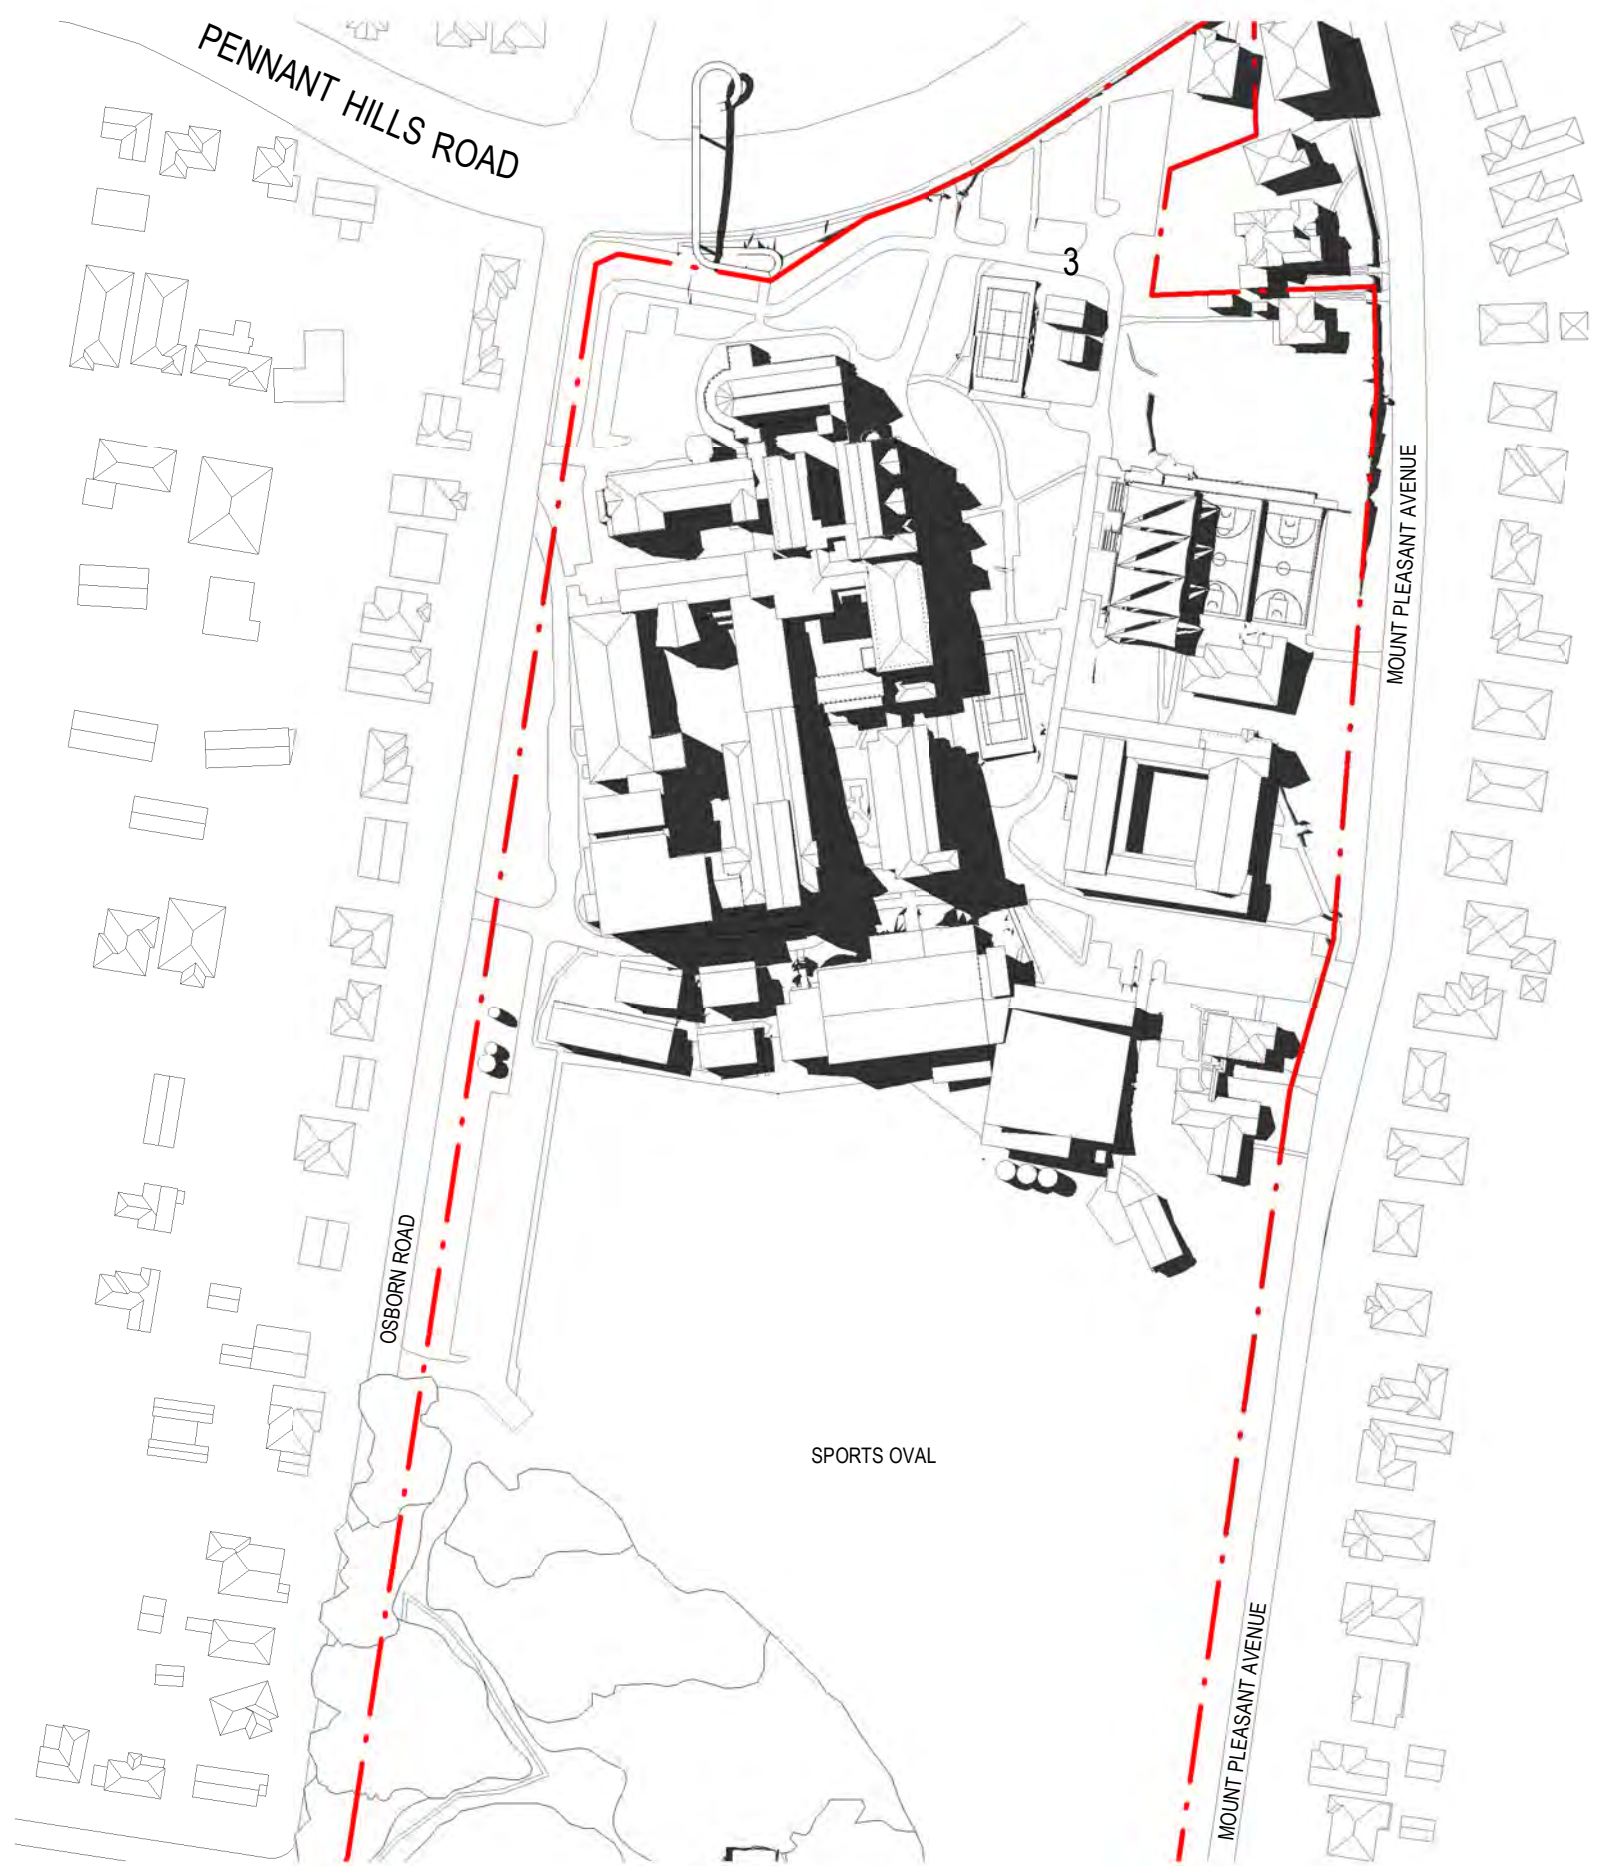 PENNANT HILLS ROAD
3
MOUNT PLEASANT AVENUE
OSBORN ROAD
SPORTS OVAL
MOUNT PLEASANT AVENUE